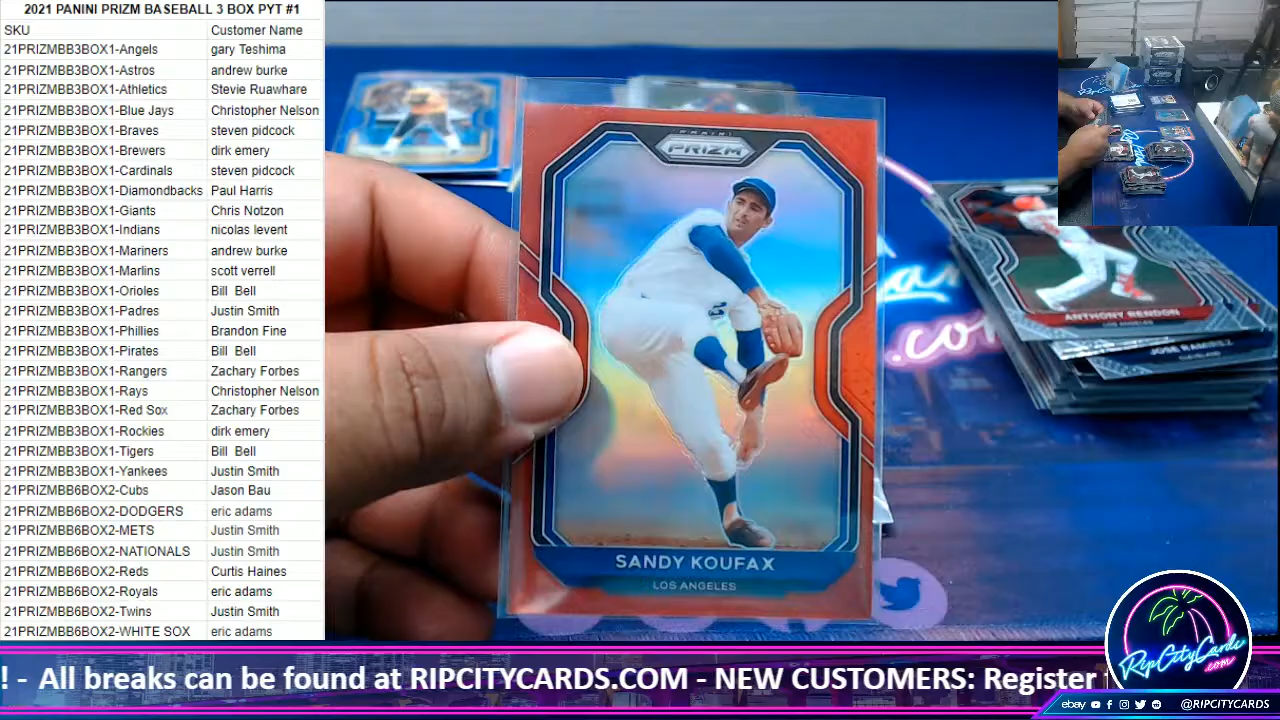 2021 PANINI PRIZM BASEBALL 3 BOX PYT #1
SKU Customer Name
21PRIZMBB3BOX1-Angels gary Teshima
21PRIZMBB3BOX1-Astros andrew burke
21PRIZMBB3BOX1-Athletics Stevie Ruawhare
21PRIZMBB3BOX1-Blue Jays Christopher Nelson
21PRIZMBB3BOX1-Braves steven pidcock
21PRIZMBB3BOX1-Brewers dirk emery
21PRIZMBB3BOX1-Cardinals steven pidcock
21PRIZMBB3BOX1-Diamondbacks Paul Harris
21PRIZMBB3BOX1-Giants Chris Notzon
21PRIZMBB3BOX1-Indians nicolas levent
21PRIZMBB3BOX1-Mariners andrew burke
21PRIZMBB3BOX1-Marlins scott verrell
21PRIZMBB3BOX1-Orioles Bill Bell
21PRIZMBB3BOX1-Padres Justin Smith
21PRIZMBB3BOX1-Phillies Brandon Fine
21PRIZMBB3BOX1-Pirates Bill Bell
21PRIZMBB3BOX1-Rangers Zachary Forbes
21PRIZMBB3BOX1-Rays Christopher Nelson
21PRIZMBB3BOX1-Red Sox Zachary Forbes
21PRIZMBB3BOX1-Rockies dirk emery
21PRIZMBB3BOX1-Tigers Bill Bell
21PRIZMBB3BOX1-Yankees Justin Smith
21PRIZMBB6BOX2-Cubs Jason Bau
21PRIZMBB6BOX2-DODGERS eric adams
21PRIZMBB6BOX2-METS Justin Smith
21PRIZMBB6BOX2-NATIONALS Justin Smith
21PRIZMBB6BOX2-Reds Curtis Haines
21PRIZMBB6BOX2-Royals eric adams
21PRIZMBB6BOX2-Twins Justin Smith
21PRIZMBB6BOX2-WHITE SOX eric adams
PANINI
PRIZM
SANDY KOUFAX
LOS ANGELES
ANTHONY RENDON
LOS ANGELES
JOSE RAMIREZ
CLEVELAND
.com
! - All breaks can be found at RIPCITYCARDS.COM - NEW CUSTOMERS: Register
RipCityCards
.com
ebay @RIPCITYCARDS